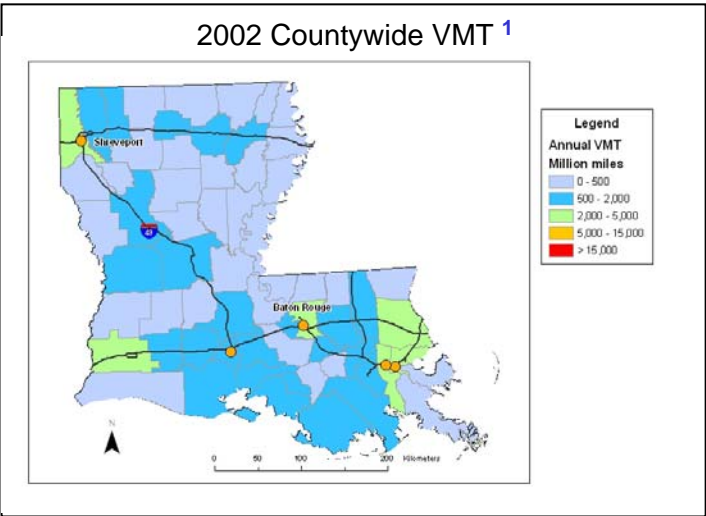 2002 Countywide VMT 1
Shreveport
49
Baton Rouge
N
0 50 100 200 Kilometers
Legend
Annual VMT
Million miles
0 - 500
500 - 2,000
2,000 - 5,000
5,000 - 15,000
> 15,000